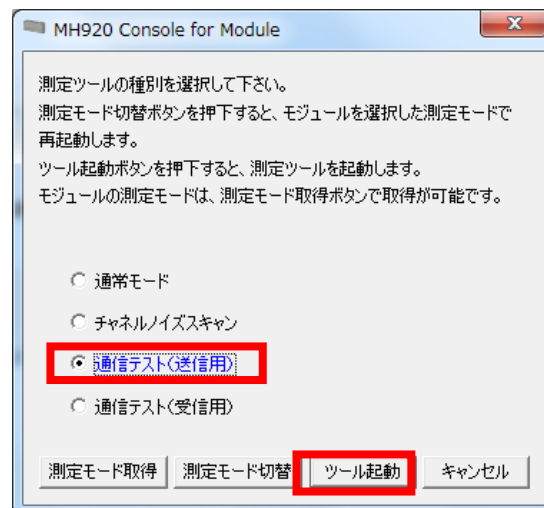 MH920 Console for Module
測定ツールの種別を選択して下さい。
測定モード切替ボタンを押下すると、モジュールを選択した測定モードで
再起動します。
ツール起動ボタンを押下すると、測定ツールを起動します。
モジュールの測定モードは、測定モード取得ボタンで取得が可能です。
通常モード
チャネルノイズスキャン
通信テスト(送信用)
通信テスト(受信用)
測定モード取得 測定モード切替 ツール起動 キャンセル